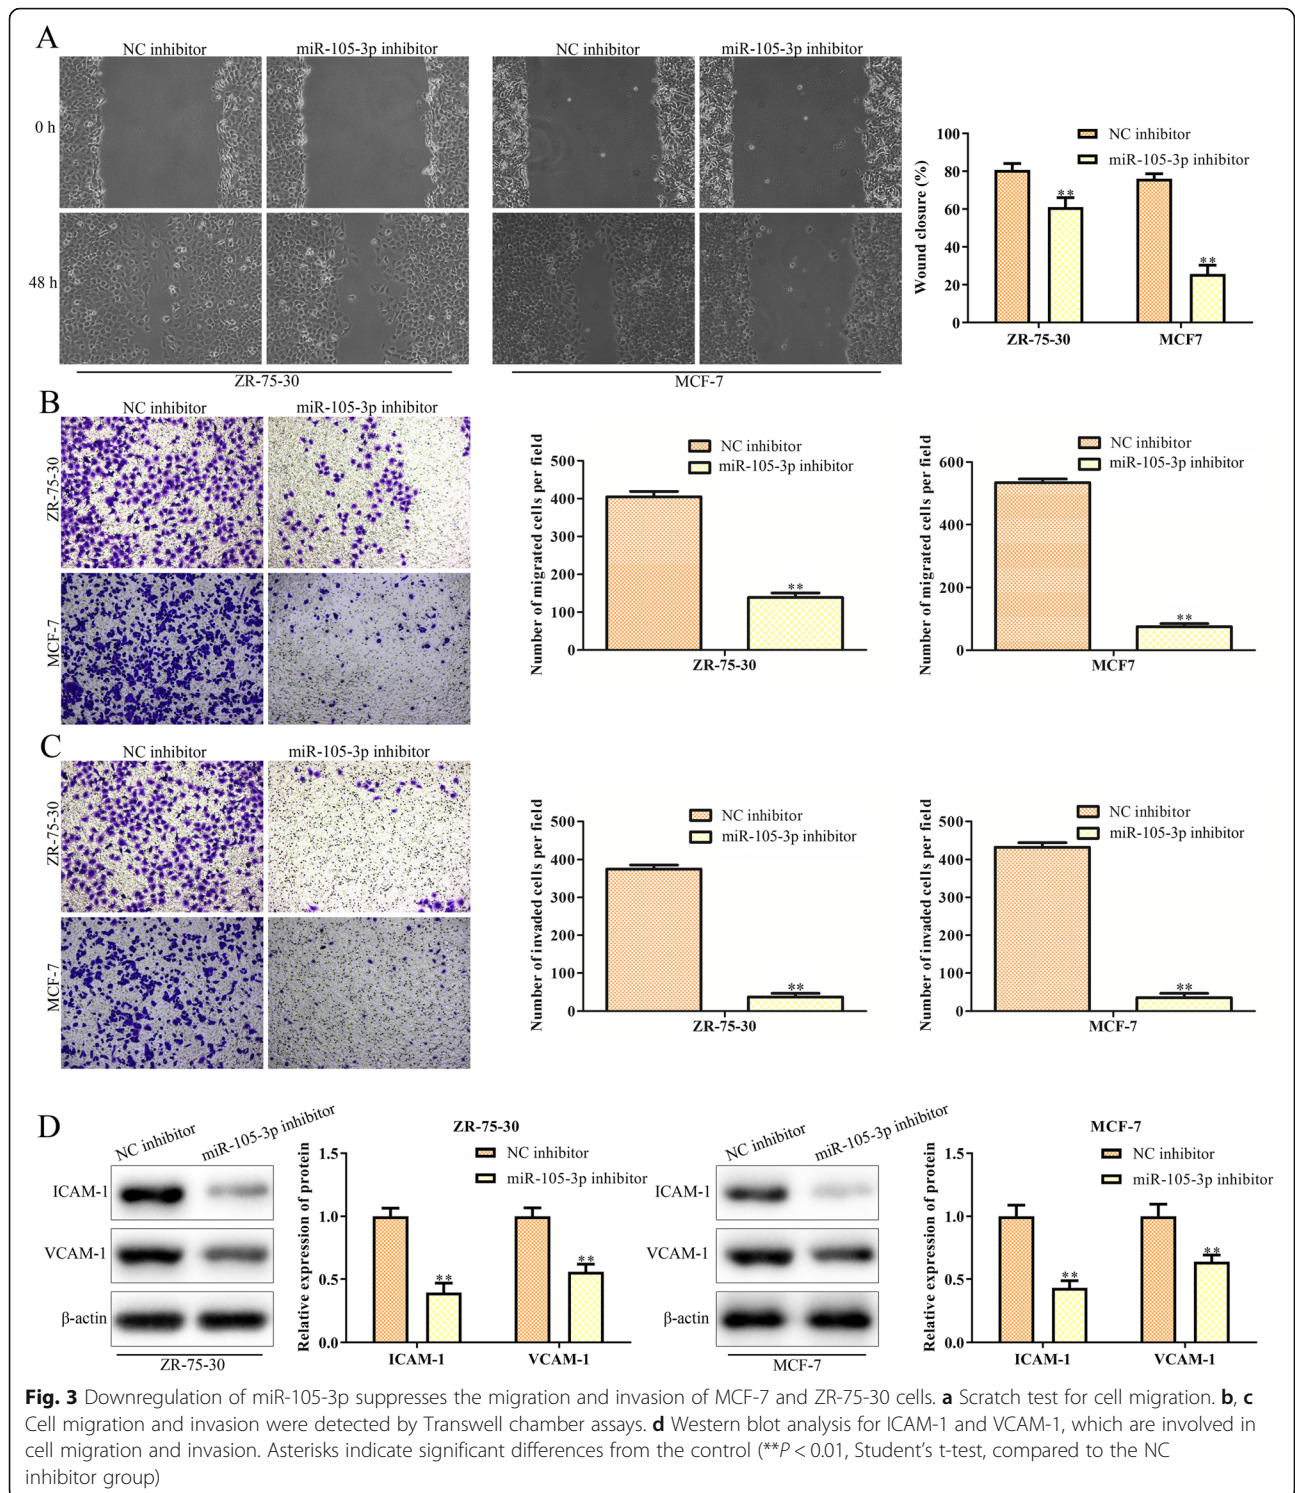 A
NC inhibitor
miR-105-3p inhibitor
NC inhibitor
miR-105-3p inhibitor
0 h
48 h
ZR-75-30
MCF-7
NC inhibitor
miR-105-3p inhibitor
Wound closure (%)
100
80
60
40
20
0
**
**
ZR-75-30
MCF7
B
NC inhibitor
miR-105-3p inhibitor
ZR-75-30
MCF-7
NC inhibitor
miR-105-3p inhibitor
Number of migrated cells per field
500
400
300
200
100
0
**
ZR-75-30
NC inhibitor
miR-105-3p inhibitor
Number of migrated cells per field
600
400
200
0
**
MCF7
C
NC inhibitor
miR-105-3p inhibitor
ZR-75-30
MCF-7
NC inhibitor
miR-105-3p inhibitor
Number of invaded cells per field
500
400
300
200
100
0
**
ZR-75-30
NC inhibitor
miR-105-3p inhibitor
Number of invaded cells per field
500
400
300
200
100
0
**
MCF-7
D
NC inhibitor
miR-105-3p inhibitor
ICAM-1
VCAM-1
β-actin
ZR-75-30
ZR-75-30
NC inhibitor
miR-105-3p inhibitor
Relative expression of protein
1.5
1.0
0.5
0.0
**
**
ICAM-1
VCAM-1
NC inhibitor
miR-105-3p inhibitor
ICAM-1
VCAM-1
β-actin
MCF-7
MCF-7
NC inhibitor
miR-105-3p inhibitor
Relative expression of protein
1.5
1.0
0.5
0.0
**
**
ICAM-1
VCAM-1
Fig. 3 Downregulation of miR-105-3p suppresses the migration and invasion of MCF-7 and ZR-75-30 cells. a Scratch test for cell migration. b, c
Cell migration and invasion were detected by Transwell chamber assays. d Western blot analysis for ICAM-1 and VCAM-1, which are involved in
cell migration and invasion. Asterisks indicate significant differences from the control (**P < 0.01, Student's t-test, compared to the NC
inhibitor group)